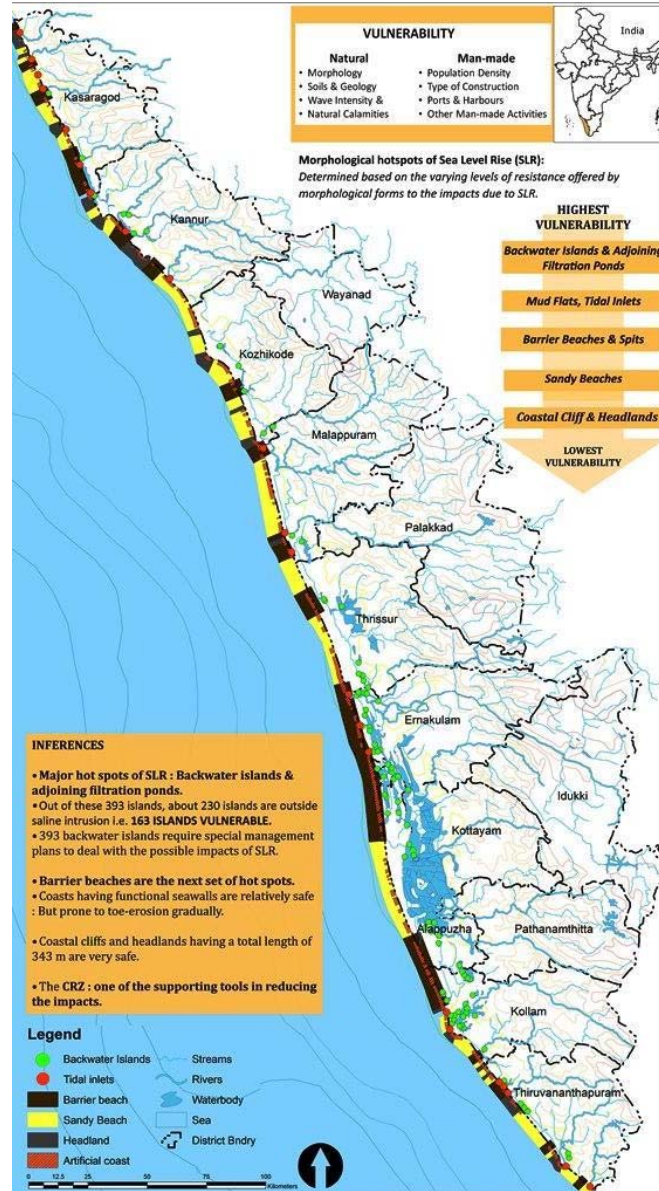 VULNERABILITY
Natural
• Morphology
• Soils & Geology
• Wave Intensity &
• Natural Calamities
Man-made
• Population Density
• Type of Construction
• Ports & Harbours
• Other Man-made Activities
India
Morphological hotspots of Sea Level Rise (SLR):
Determined based on the varying levels of resistance offered by
morphological forms to the impacts due to SLR.
HIGHEST
VULNERABILITY
Backwater Islands & Adjoining
Filtration Ponds
Mud Flats, Tidal Inlets
Barrier Beaches & Spits
Sandy Beaches
Coastal Cliff & Headlands
LOWEST
VULNERABILITY
Kasaragod
Kannur
Wayanad
Kozhikode
Malappuram
Palakkad
Thrissur
Ernakulam
Idukki
Kottayam
Alappuzha
Pathanamthitta
Kollam
Thiruvananthapuram
INFERENCES
• Major hot spots of SLR : Backwater islands &
adjoining filtration ponds.
• Out of these 393 islands, about 230 islands are outside
saline intrusion i.e. 163 ISLANDS VULNERABLE.
• 393 backwater islands require special management
plans to deal with the possible impacts of SLR.
• Barrier beaches are the next set of hot spots.
• Coasts having functional seawalls are relatively safe
: But prone to toe-erosion gradually.
• Coastal cliffs and headlands having a total length of
343 m are very safe.
• The CRZ : one of the supporting tools in reducing
the impacts.
Legend
Backwater Islands
Tidal inlets
Barrier beach
Sandy Beach
Headland
Artificial coast
Streams
Rivers
Waterbody
Sea
District Bndry
0 12.5 25 50 75 100
Kilometers